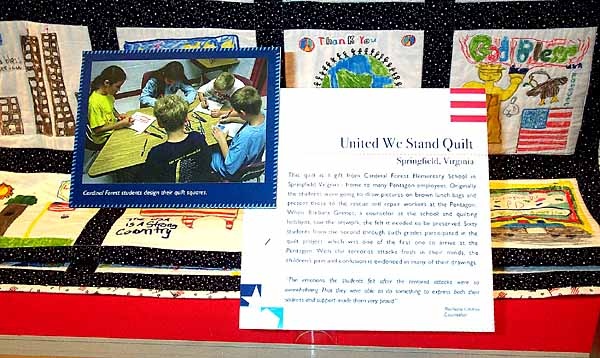 Thank You
God Bless
Cardinal Forest students design their quilt squares.
United We Stand Quilt
Springfield, Virginia
This quilt is a gift from Cardinal Forest Elementary School in
Springfield Virginia - home to many Pentagon employees. Originally
the students were going to draw pictures on brown lunch bags and
present these to the rescue and repair workers at the Pentagon.
When Barbara Grimes, a counselor at the school and quilting
hobbyist, saw the artwork, she felt it needed to be preserved. Sixty
students from the second through sixth grades participated in the
quilt project which was one of the first one to arrive at the
Pentagon. With the terrorist attacks fresh in their minds, the
children's pain and confusion is evidenced in many of their drawings.
"The emotions the students felt after the terrorist attacks were so
overwhelming. That they were able to do something to express both their
sadness and support made them very proud."
Counselor
is A Strong
Country